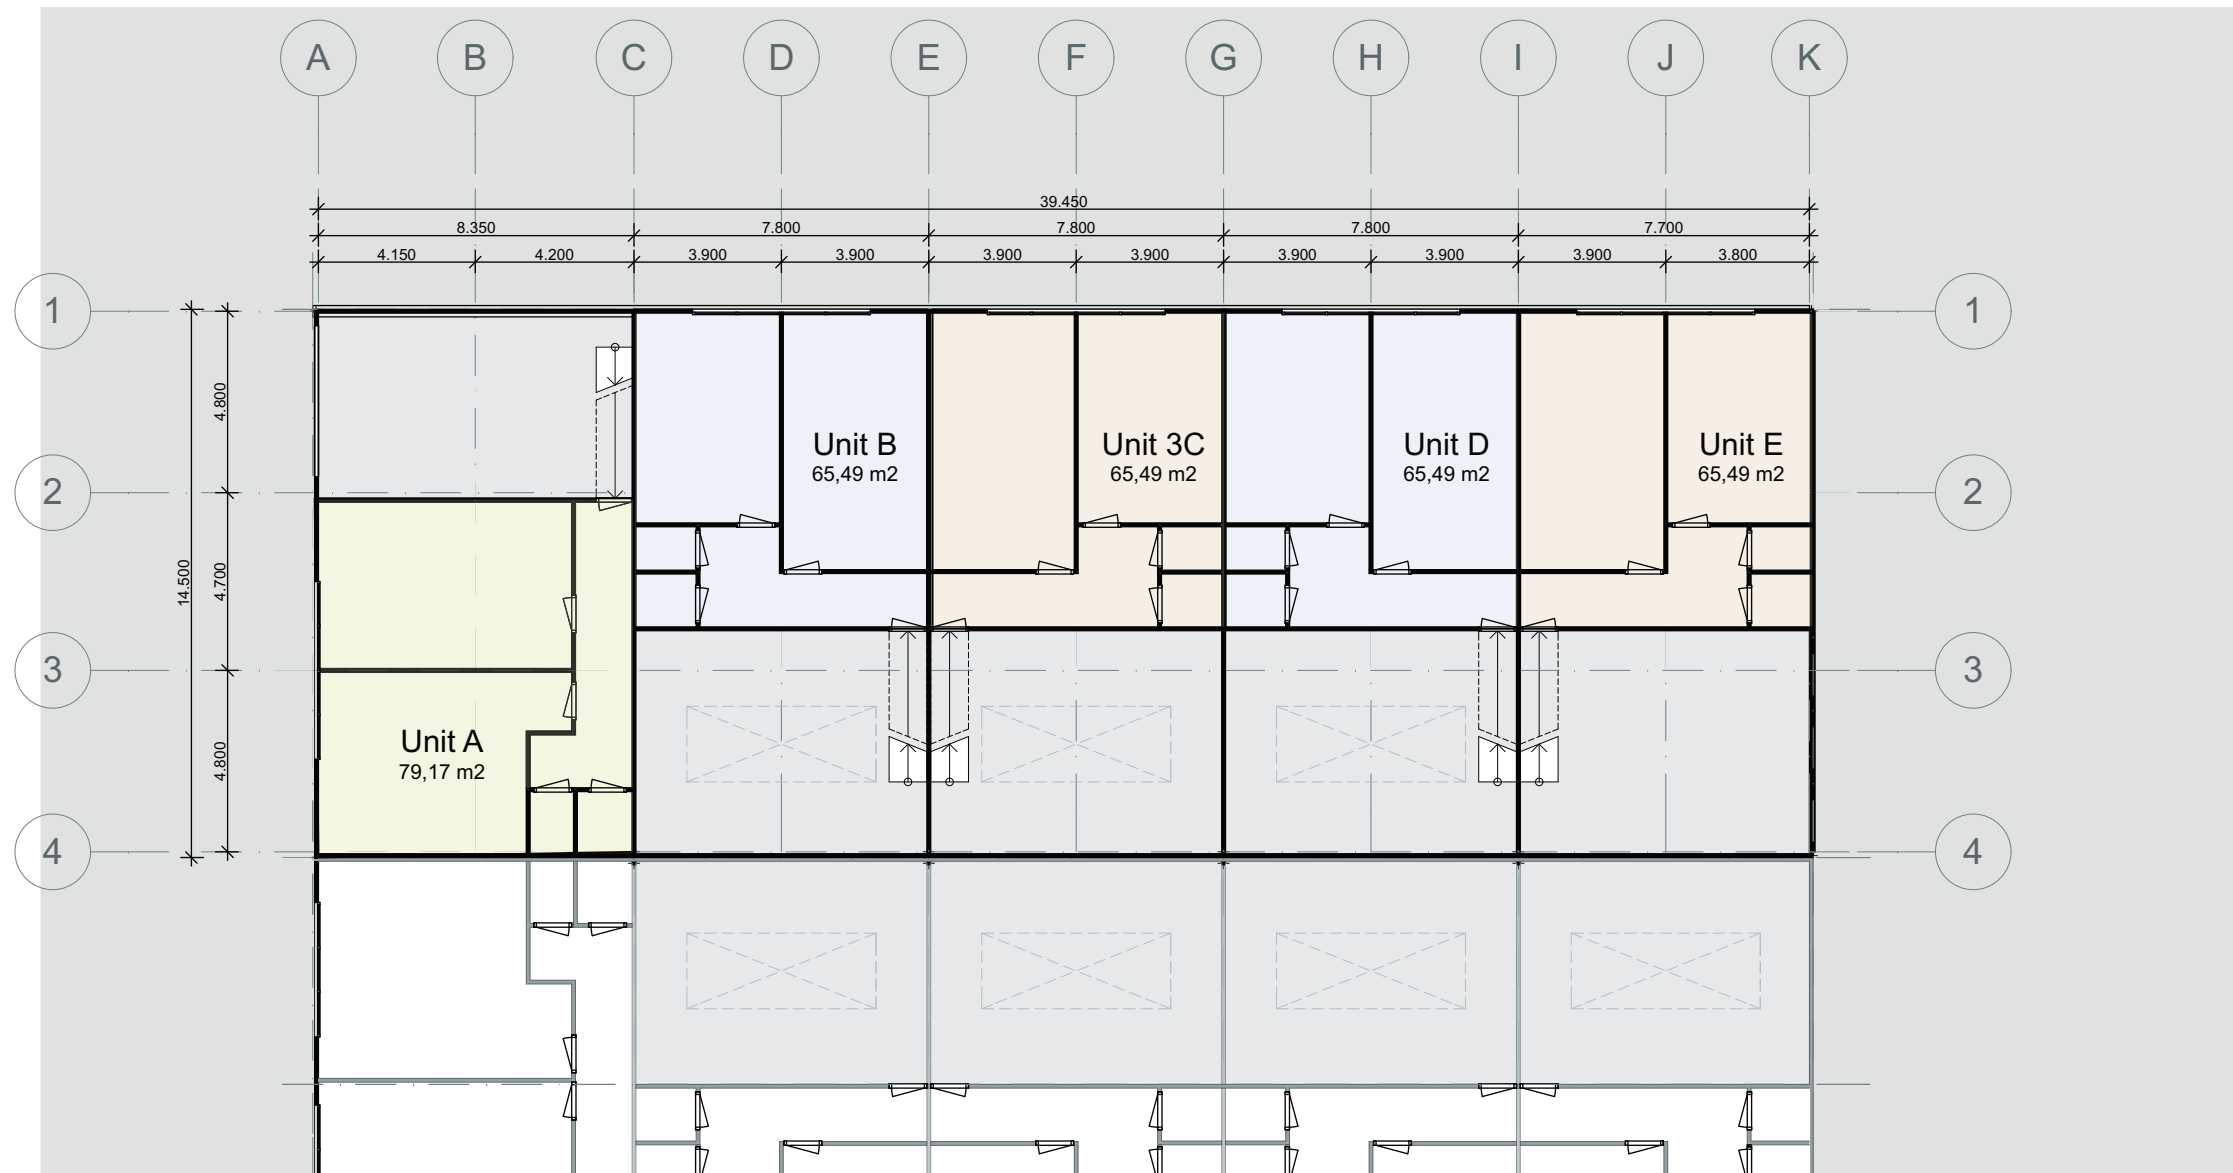 A B C D E F G H I J K
39.450
8.350 7.800 7.800 7.800 7.700
4.150 4.200 3.900 3.900 3.900 3.900 3.900 3.900 3.900 3.800
1 1
4.800
Unit B Unit 3C Unit D Unit E
65,49 m2 65,49 m2 65,49 m2 65,49 m2
2 2
14.500
4.700
3 3
Unit A
79,17 m2
4.800
4 4